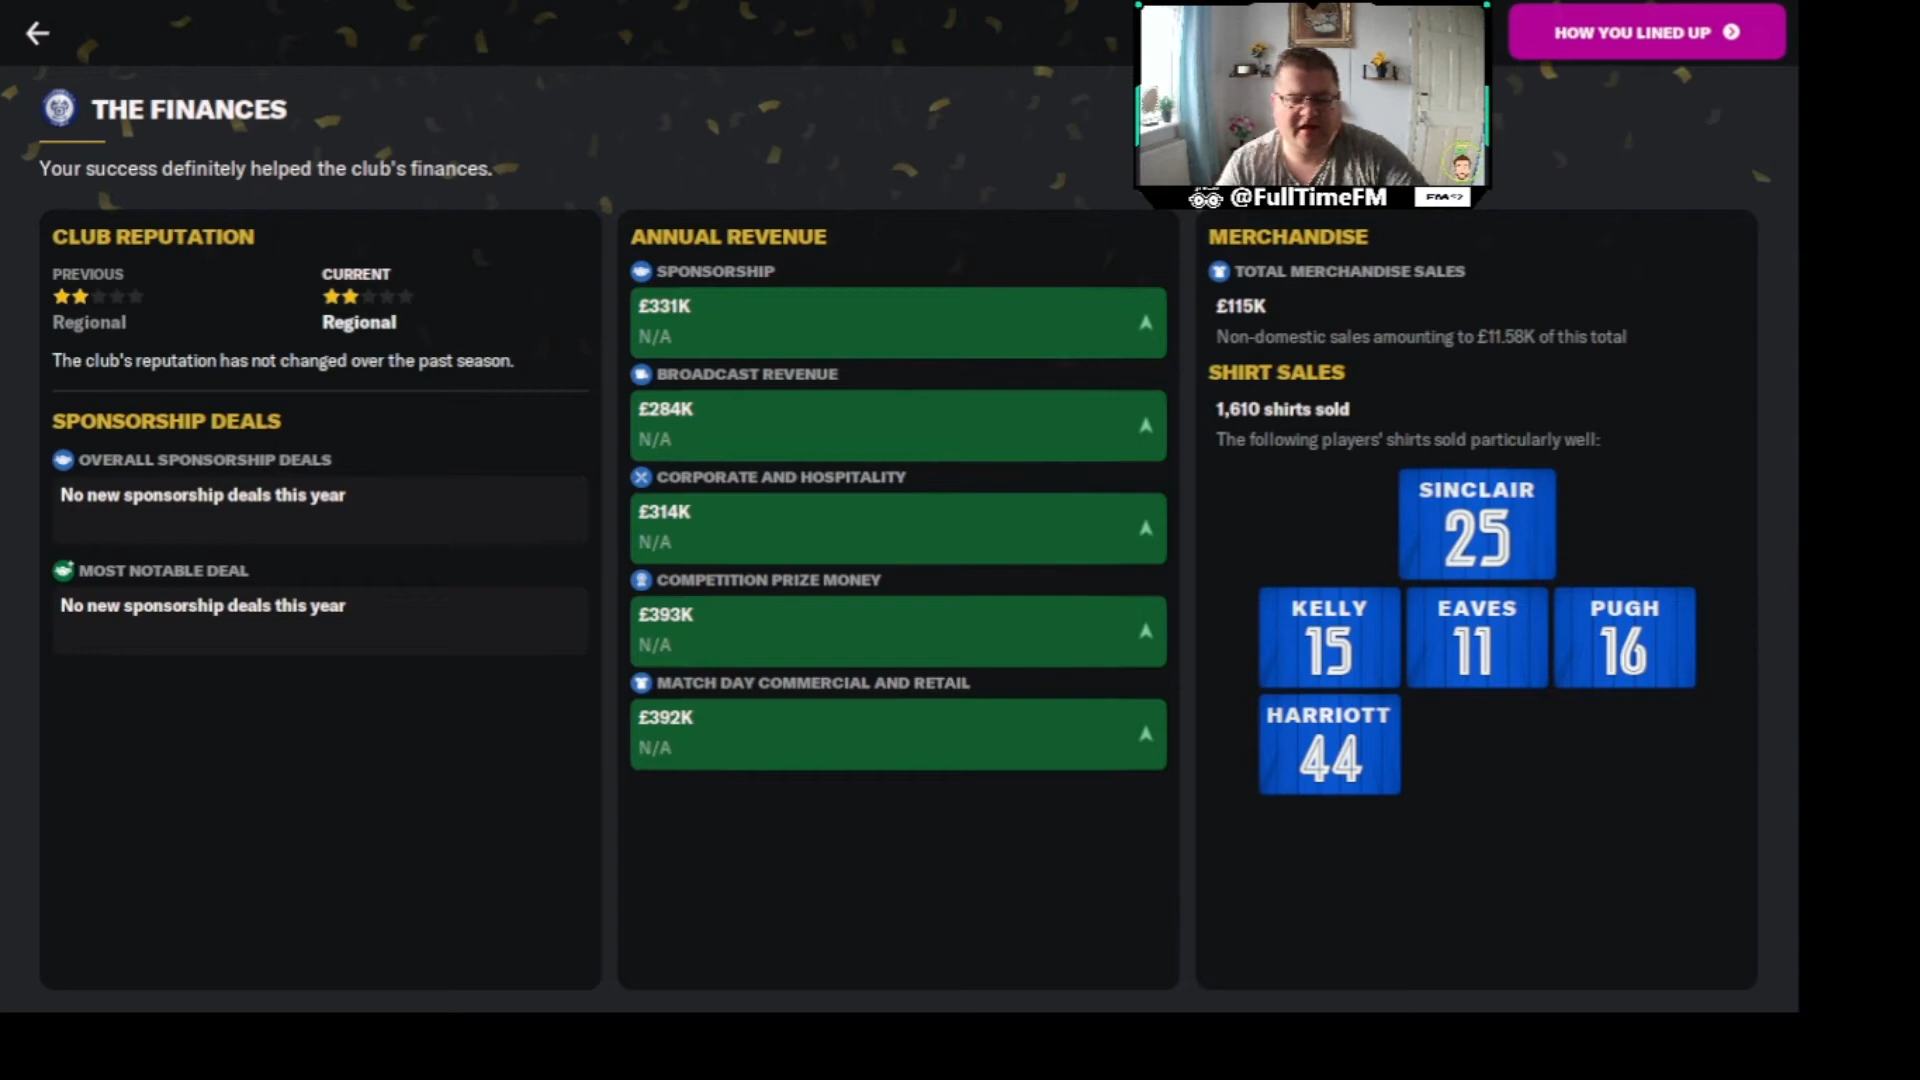 HOW YOU LINED UP
THE FINANCES
Your success definitely helped the club's finances.
@FullTimeFM
CLUB REPUTATION
PREVIOUS
CURRENT
Regional
Regional
The club's reputation has not changed over the past season.
SPONSORSHIP DEALS
OVERALL SPONSORSHIP DEALS
No new sponsorship deals this year
MOST NOTABLE DEAL
No new sponsorship deals this year
ANNUAL REVENUE
SPONSORSHIP
£331K
N/A
BROADCAST REVENUE
£284K
N/A
CORPORATE AND HOSPITALITY
£314K
N/A
COMPETITION PRIZE MONEY
£393K
N/A
MATCH DAY COMMERCIAL AND RETAIL
£392K
N/A
MERCHANDISE
TOTAL MERCHANDISE SALES
£115K
Non-domestic sales amounting to £11.58K of this total
SHIRT SALES
1,610 shirts sold
The following players' shirts sold particularly well:
SINCLAIR
25
KELLY
15
EAVES
11
PUGH
16
HARRIOTT
44